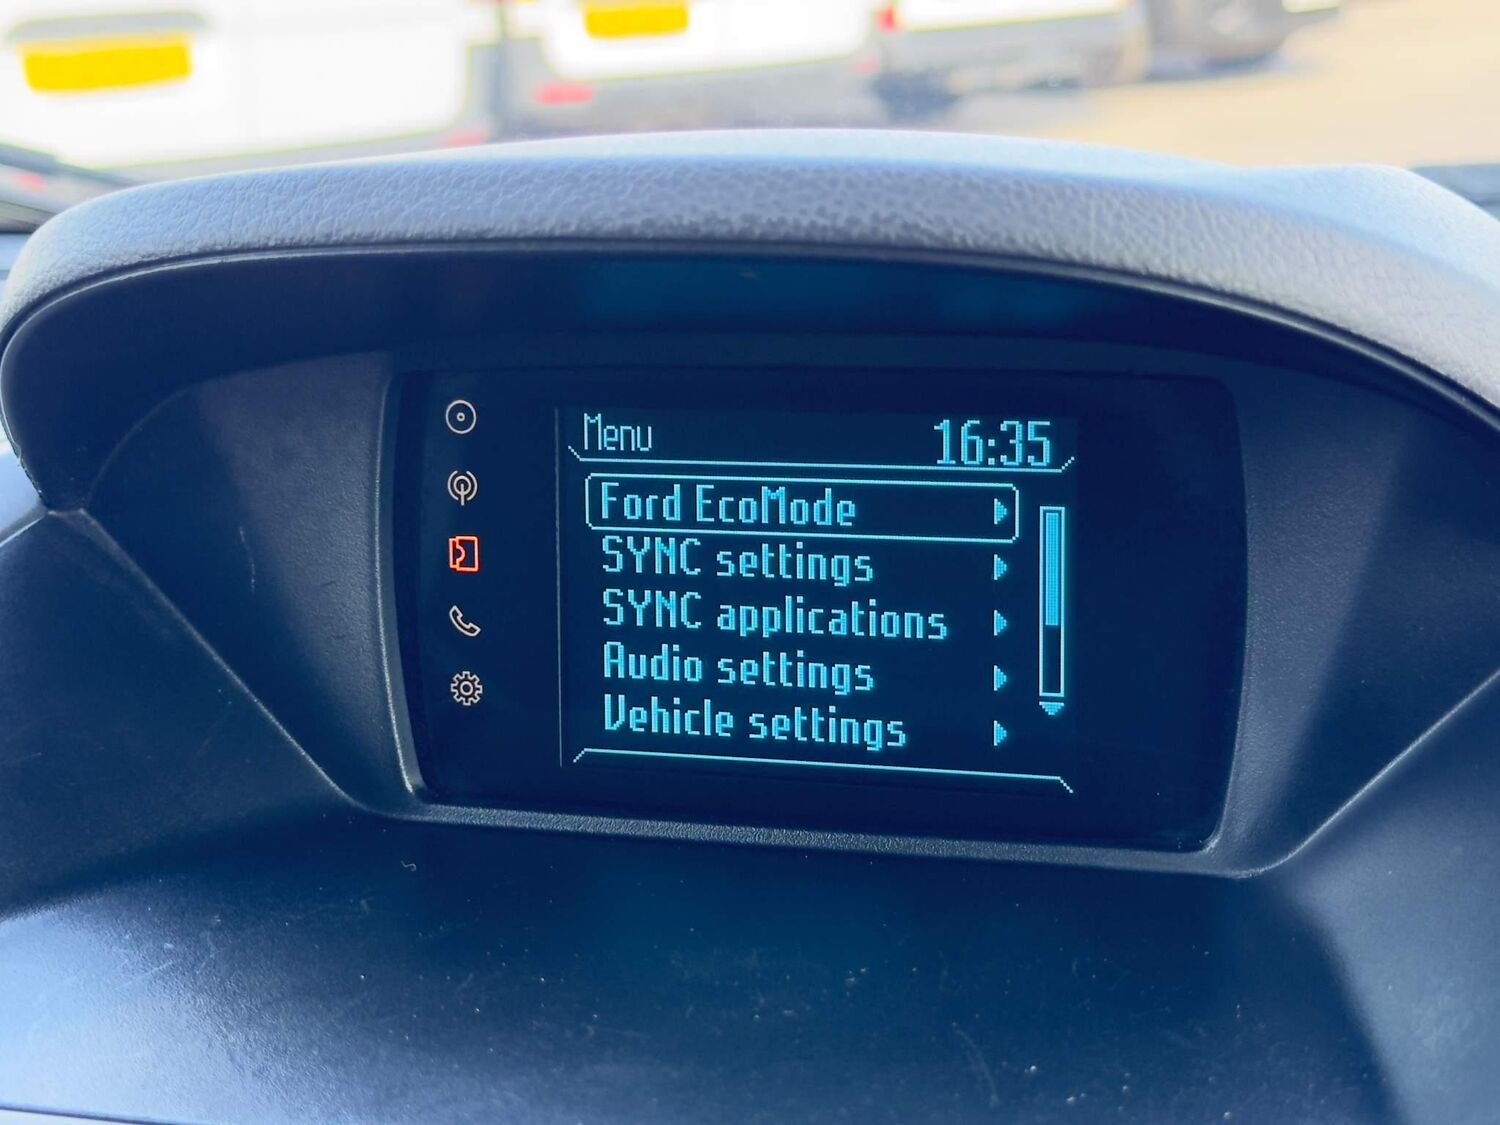 Menu
16:35
Ford EcoMode
SYNC settings
SYNC applications
Audio settings
Vehicle settings